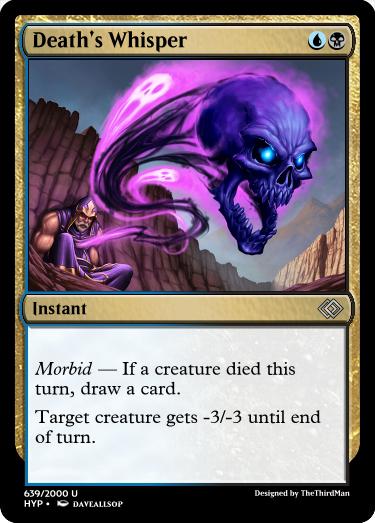 Death's Whisper
Instant
Morbid — If a creature died this
turn, draw a card.
Target creature gets -3/-3 until end
of turn.
639/2000 U
Designed by TheThirdMan
HYP • DAVEALLSOP